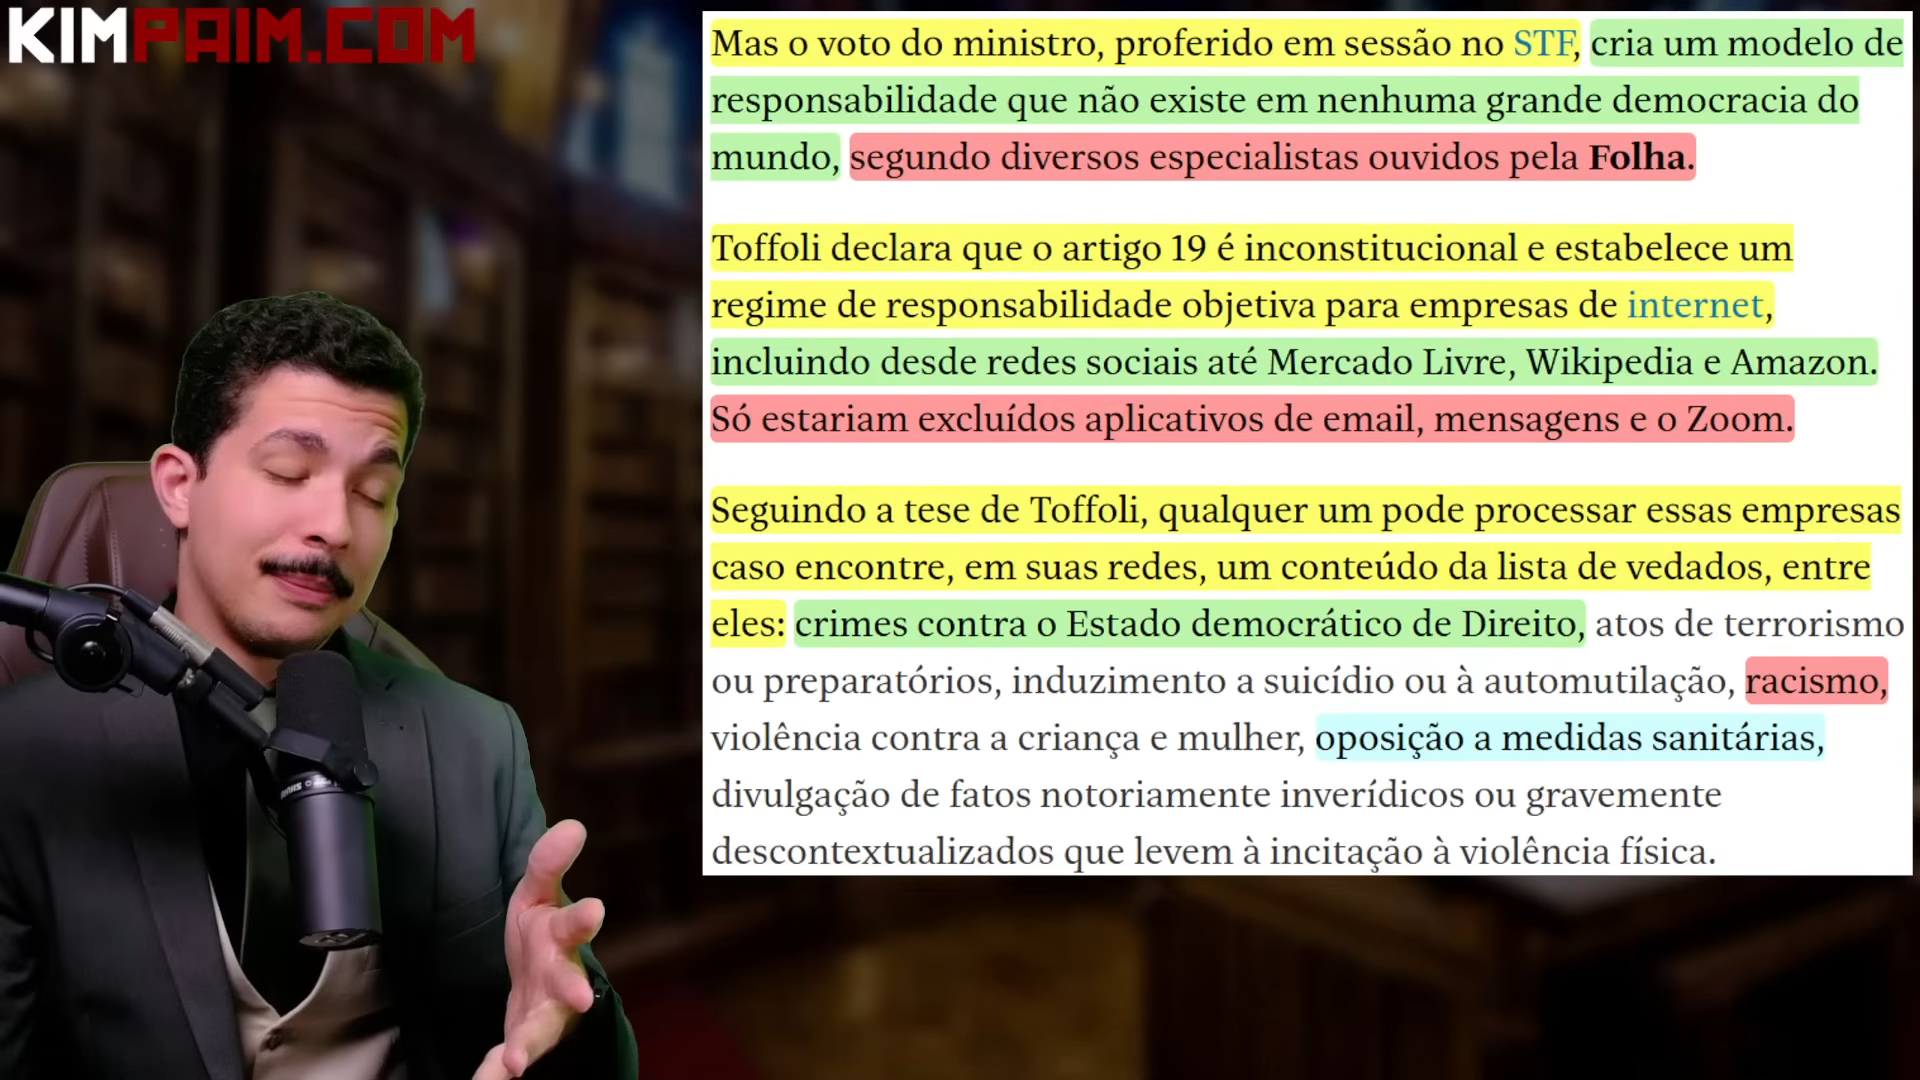 KIMPAIM.COM
Mas o voto do ministro, proferido em sessão no STF, cria um modelo de
responsabilidade que não existe em nenhuma grande democracia do
mundo, segundo diversos especialistas ouvidos pela Folha.
Toffoli declara que o artigo 19 é inconstitucional e estabelece um
regime de responsabilidade objetiva para empresas de internet,
incluindo desde redes sociais até Mercado Livre, Wikipedia e Amazon.
Só estariam excluídos aplicativos de email, mensagens e o Zoom.
Seguindo a tese de Toffoli, qualquer um pode processar essas empresas
caso encontre, em suas redes, um conteúdo da lista de vedados, entre
eles: crimes contra o Estado democrático de Direito, atos de terrorismo
ou preparatórios, induzimento a suicídio ou à automutilação, racismo,
violência contra a criança e mulher, oposição a medidas sanitárias,
divulgação de fatos notoriamente inverídicos ou gravemente
descontextualizados que levem à incitação à violência física.